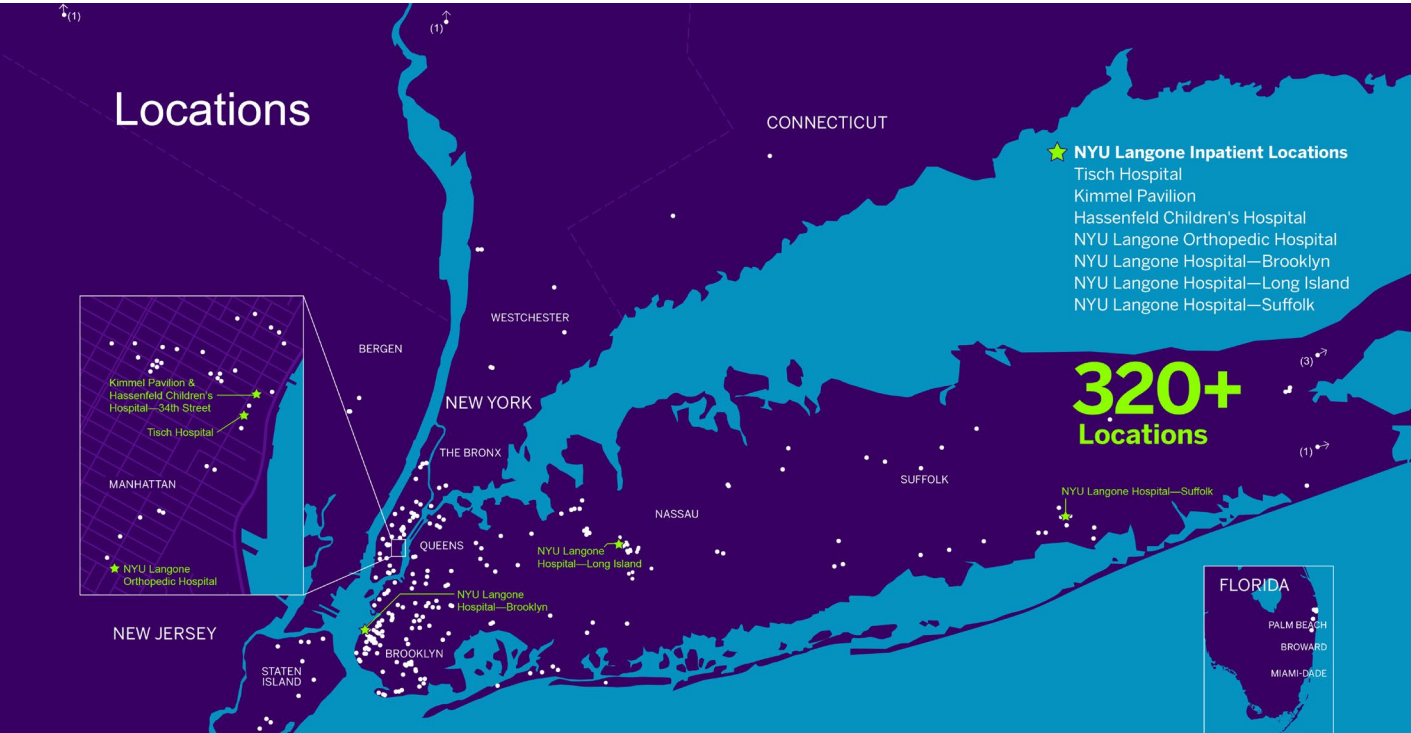 (1)
(1)
Locations
CONNECTICUT
NYU Langone Inpatient Locations
Tisch Hospital
Kimmel Pavilion
Hassenfeld Children's Hospital
NYU Langone Orthopedic Hospital
NYU Langone Hospital—Brooklyn
NYU Langone Hospital—Long Island
NYU Langone Hospital—Suffolk
WESTCHESTER
BERGEN
(3)
320+
Locations
NEW YORK
Kimmel Pavilion &
Hassenfeld Children's
Hospital—34th Street
Tisch Hospital
THE BRONX
(1)
MANHATTAN
SUFFOLK
NYU Langone Hospital—Suffolk
NASSAU
QUEENS
NYU Langone
Hospital—Long Island
NYU Langone
Orthopedic Hospital
NYU Langone
Hospital—Brooklyn
FLORIDA
PALM BEACH
BROWARD
MIAMI-DADE
NEW JERSEY
BROOKLYN
STATEN
ISLAND